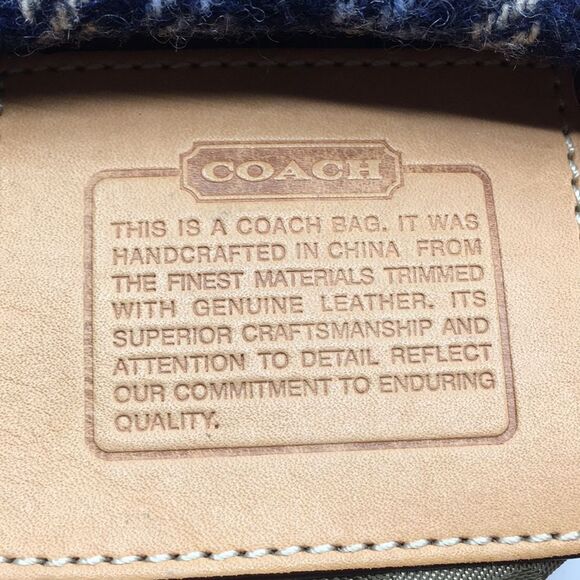 COACH
THIS IS A COACH BAG. IT WAS
HANDCRAFTED IN CHINA FROM
THE FINEST MATERIALS TRIMMED
WITH GENUINE LEATHER. ITS
SUPERIOR CRAFTSMANSHIP AND
ATTENTION TO DETAIL REFLECT
OUR COMMITMENT TO ENDURING
QUALITY.